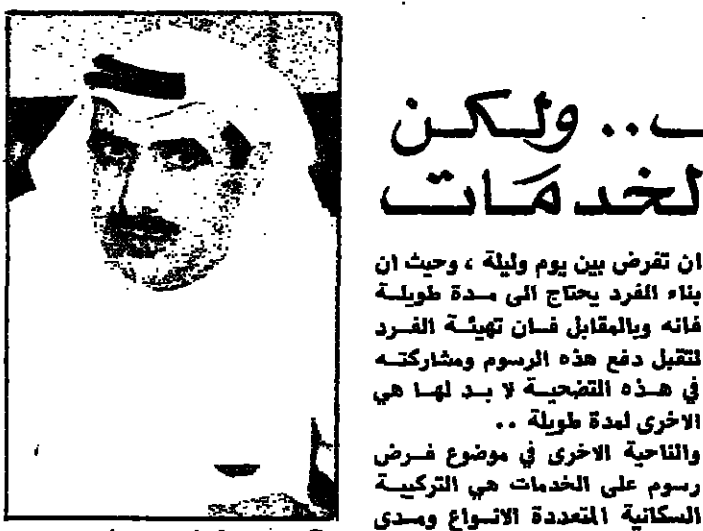 .. ولكن
لخدمات
ان تفرض بين يوم وليلة ، وحيث ان
بناء الفرد يحتاج الى مدة طويلة
فانه وبالمقابل فان تهيئة الفرد
لتقبل دفع هذه الرسوم ومشاركته
في هذه التضحية لا بد لها هي
الاخرى لمدة طويلة ..
والناحية الاخرى في موضوع فرض
رسوم على الخدمات هي التركيبة
السكانية المتعددة الانواع ومدى